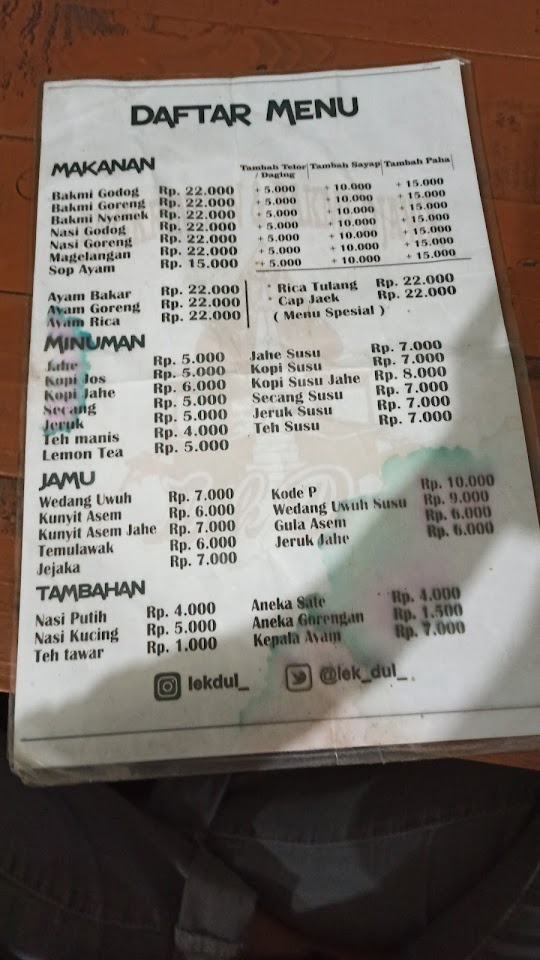 DAFTAR MENU
MAKANAN Tambah Telor / Daging Tambah Sayap Tambah Paha
Bakmi Godog Rp. 22.000 + 5.000 + 10.000 + 15.000
Bakmi Goreng Rp. 22.000 + 5.000 + 10.000 + 15.000
Bakmi Nyemek Rp. 22.000 + 5.000 + 10.000 + 15.000
Nasi Godog Rp. 22.000 + 5.000 + 10.000 + 15.000
Nasi Goreng Rp. 22.000 + 5.000 + 10.000 + 15.000
Magelangan Rp. 22.000 + 5.000 + 10.000 + 15.000
Sop Ayam Rp. 15.000 + 5.000 + 10.000 + 15.000
Ayam Bakar Rp. 22.000 * Rica Tulang Rp. 22.000
Ayam Goreng Rp. 22.000 * Cap Jaek Rp. 22.000
Ayam Rica Rp. 22.000 ( Menu Spesial )
MINUMAN
Jahe Rp. 5.000 Jahe Susu Rp. 7.000
Kopi Jos Rp. 5.000 Kopi Susu Rp. 7.000
Kopi Jahe Rp. 6.000 Kopi Susu Jahe Rp. 8.000
Secang Rp. 5.000 Secang Susu Rp. 7.000
Jeruk Rp. 5.000 Jeruk Susu Rp. 7.000
Teh manis Rp. 4.000 Teh Susu Rp. 7.000
Lemon Tea Rp. 5.000
JAMU
Wedang Uwuh Rp. 7.000 Kode P Rp. 10.000
Kunyit Asem Rp. 6.000 Wedang Uwuh Susu Rp. 9.000
Kunyit Asem Jahe Rp. 7.000 Gula Asem Rp. 6.000
Temulawak Rp. 6.000 Jeruk Jahe Rp. 6.000
Jejaka Rp. 7.000
TAMBAHAN
Nasi Putih Rp. 4.000 Aneka Sate Rp. 4.000
Nasi Kucing Rp. 5.000 Aneka Gorengan Rp. 1.500
Teh tawar Rp. 1.000 Kepala Ayam Rp. 7.000
lekdul_ @lek_dul_